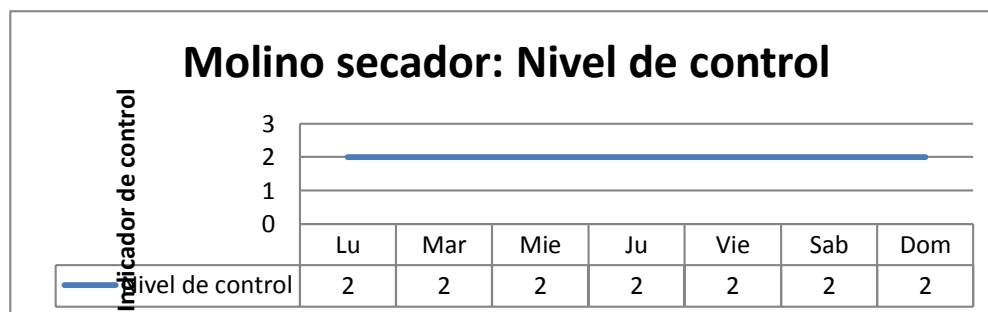 Molino secador: Nivel de control
Indicador de control
3
2
1
0
Lu Mar Mie Ju Vie Sab Dom
Nivel de control 2 2 2 2 2 2 2